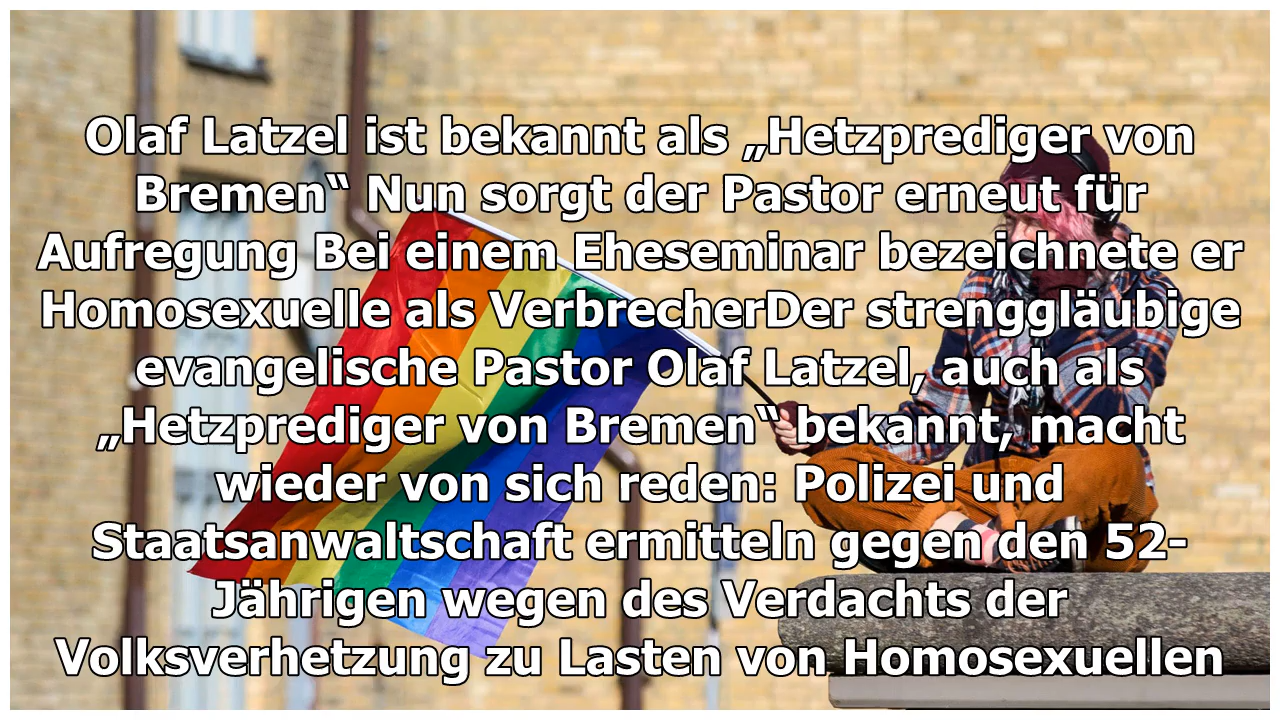 Olaf Latzel ist bekannt als „Hetzprediger von
Bremen“ Nun sorgt der Pastor erneut für
Aufregung Bei einem Eheseminar bezeichnete er
Homosexuelle als VerbrecherDer strenggläubige
evangelische Pastor Olaf Latzel, auch als
„Hetzprediger von Bremen“ bekannt, macht
wieder von sich reden: Polizei und
Staatsanwaltschaft ermitteln gegen den 52-
Jährigen wegen des Verdachts der
Volksverhetzung zu Lasten von Homosexuellen